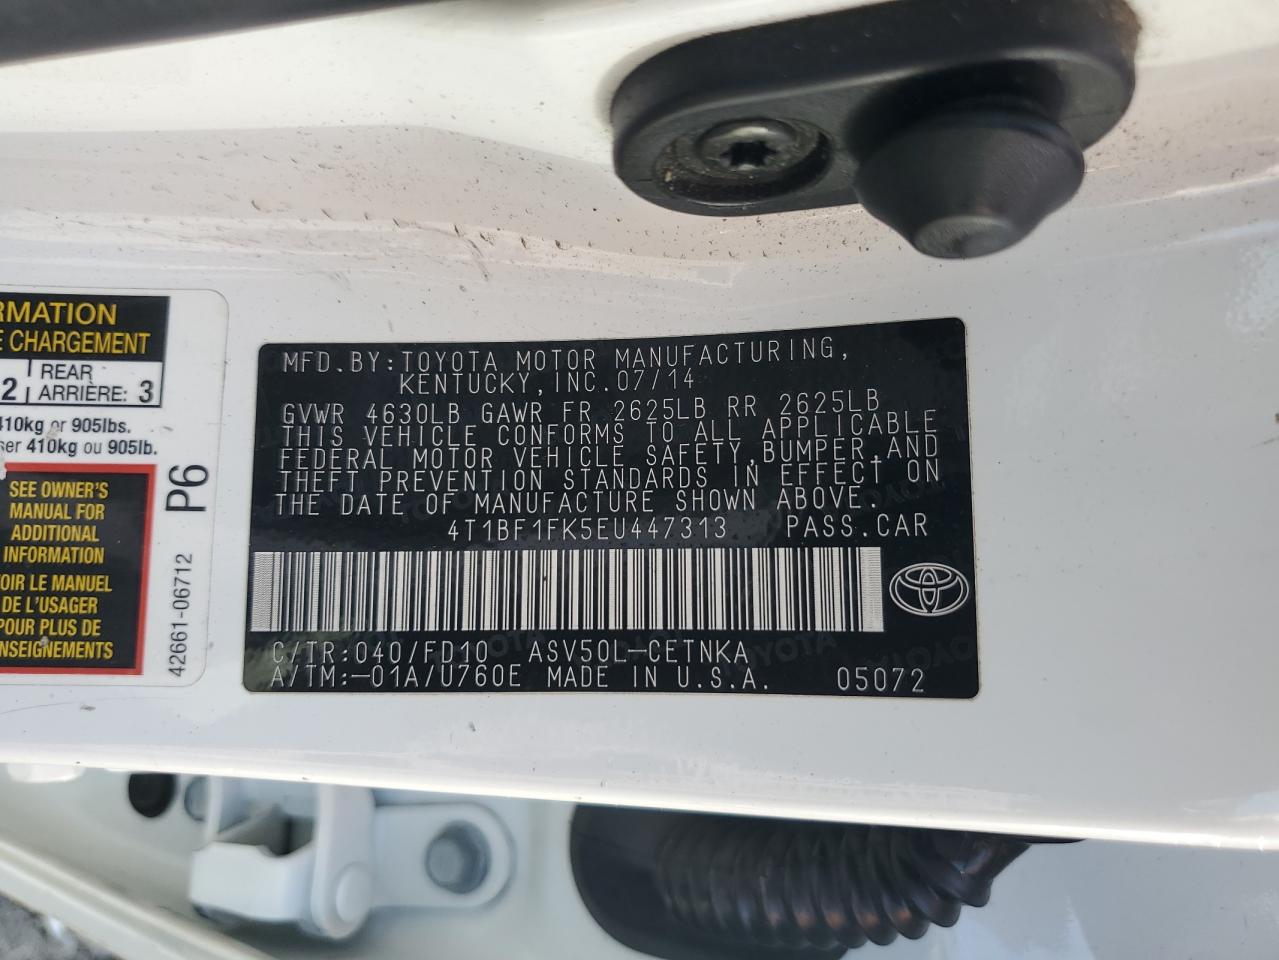 RMATION
E CHARGEMENT
2 REAR
ARRIÈRE: 3
410kg or 905lbs.
ser 410kg ou 905lb.
SEE OWNER'S
MANUAL FOR
ADDITIONAL
INFORMATION
OIR LE MANUEL
DE L'USAGER
POUR PLUS DE
NSEIGNEMENTS
P6
42661-06712
MFD.BY:TOYOTA MOTOR MANUFACTURING,
KENTUCKY,INC.07/14
GVWR 4630LB GAWR FR 2625LB RR 2625LB
THIS VEHICLE CONFORMS TO ALL APPLICABLE
FEDERAL MOTOR VEHICLE SAFETY,BUMPER,AND
THEFT PREVENTION STANDARDS IN EFFECT ON
THE DATE OF MANUFACTURE SHOWN ABOVE.
4T1BF1FK5EU447313 PASS.CAR
C/TR:040/FD10 ASV50L-CETNKA
A/TM:-01A/U760E MADE IN U.S.A. 05072